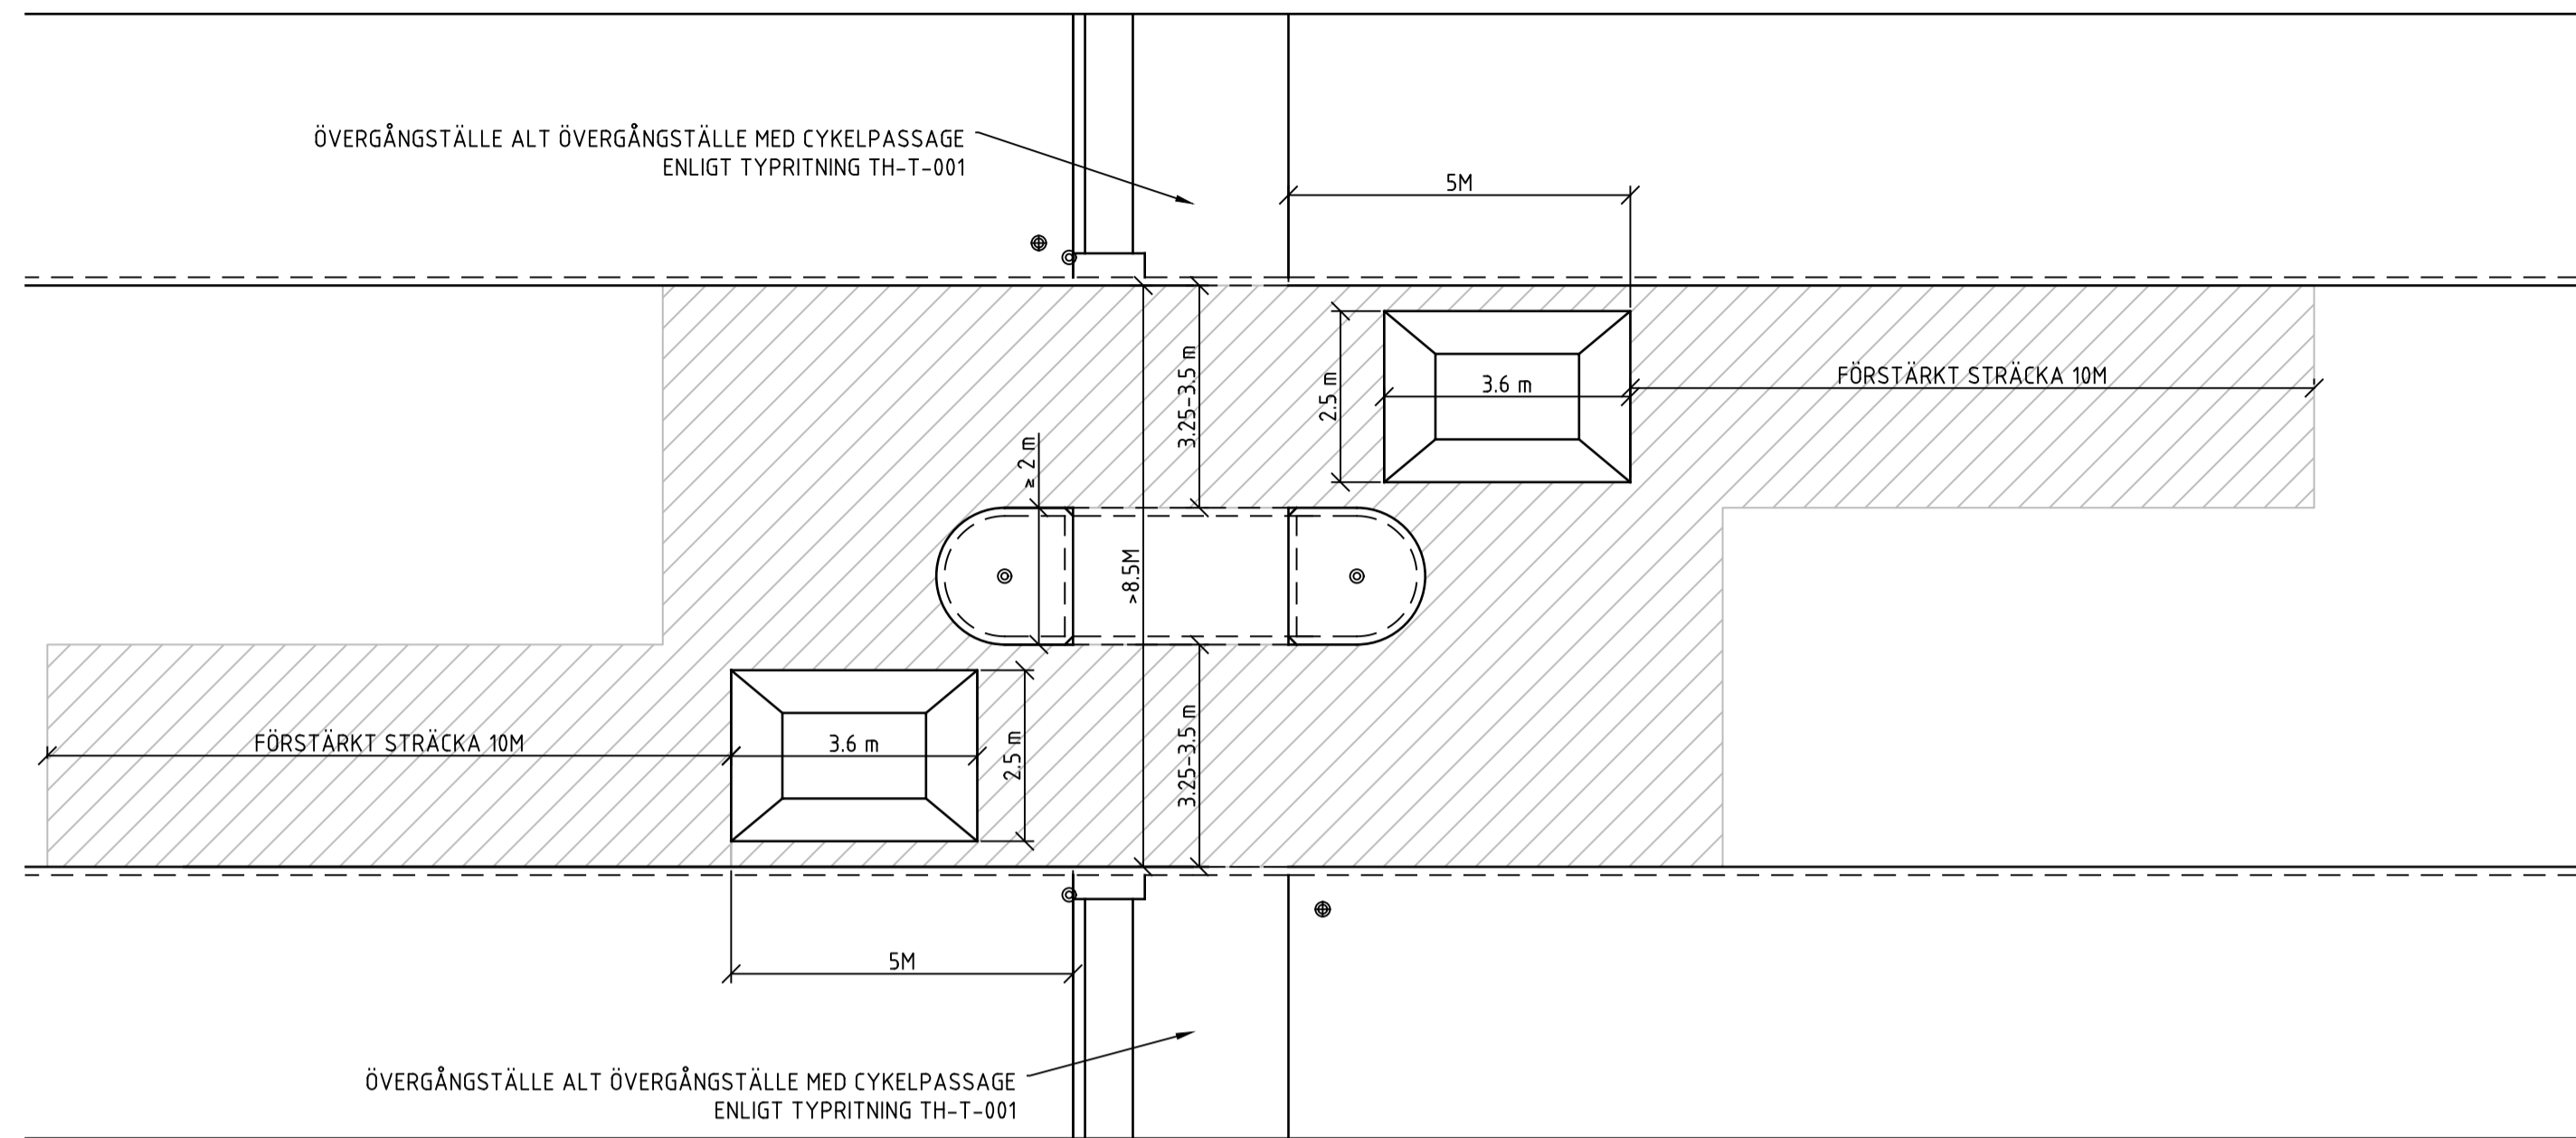 ÖVERGÅNGSTÄLLE ALT ÖVERGÅNGSTÄLLE MED CYKELPASSAGE
ENLIGT TYPRITNING TH-T-001
5M
3.25-3.5 m
2.5 m
3.6 m
FÖRSTÄRKT STRÄCKA 10M
≥ 2 m
>8.5M
FÖRSTÄRKT STRÄCKA 10M
3.6 m
2.5 m
3.25-3.5 m
5M
ÖVERGÅNGSTÄLLE ALT ÖVERGÅNGSTÄLLE MED CYKELPASSAGE
ENLIGT TYPRITNING TH-T-001